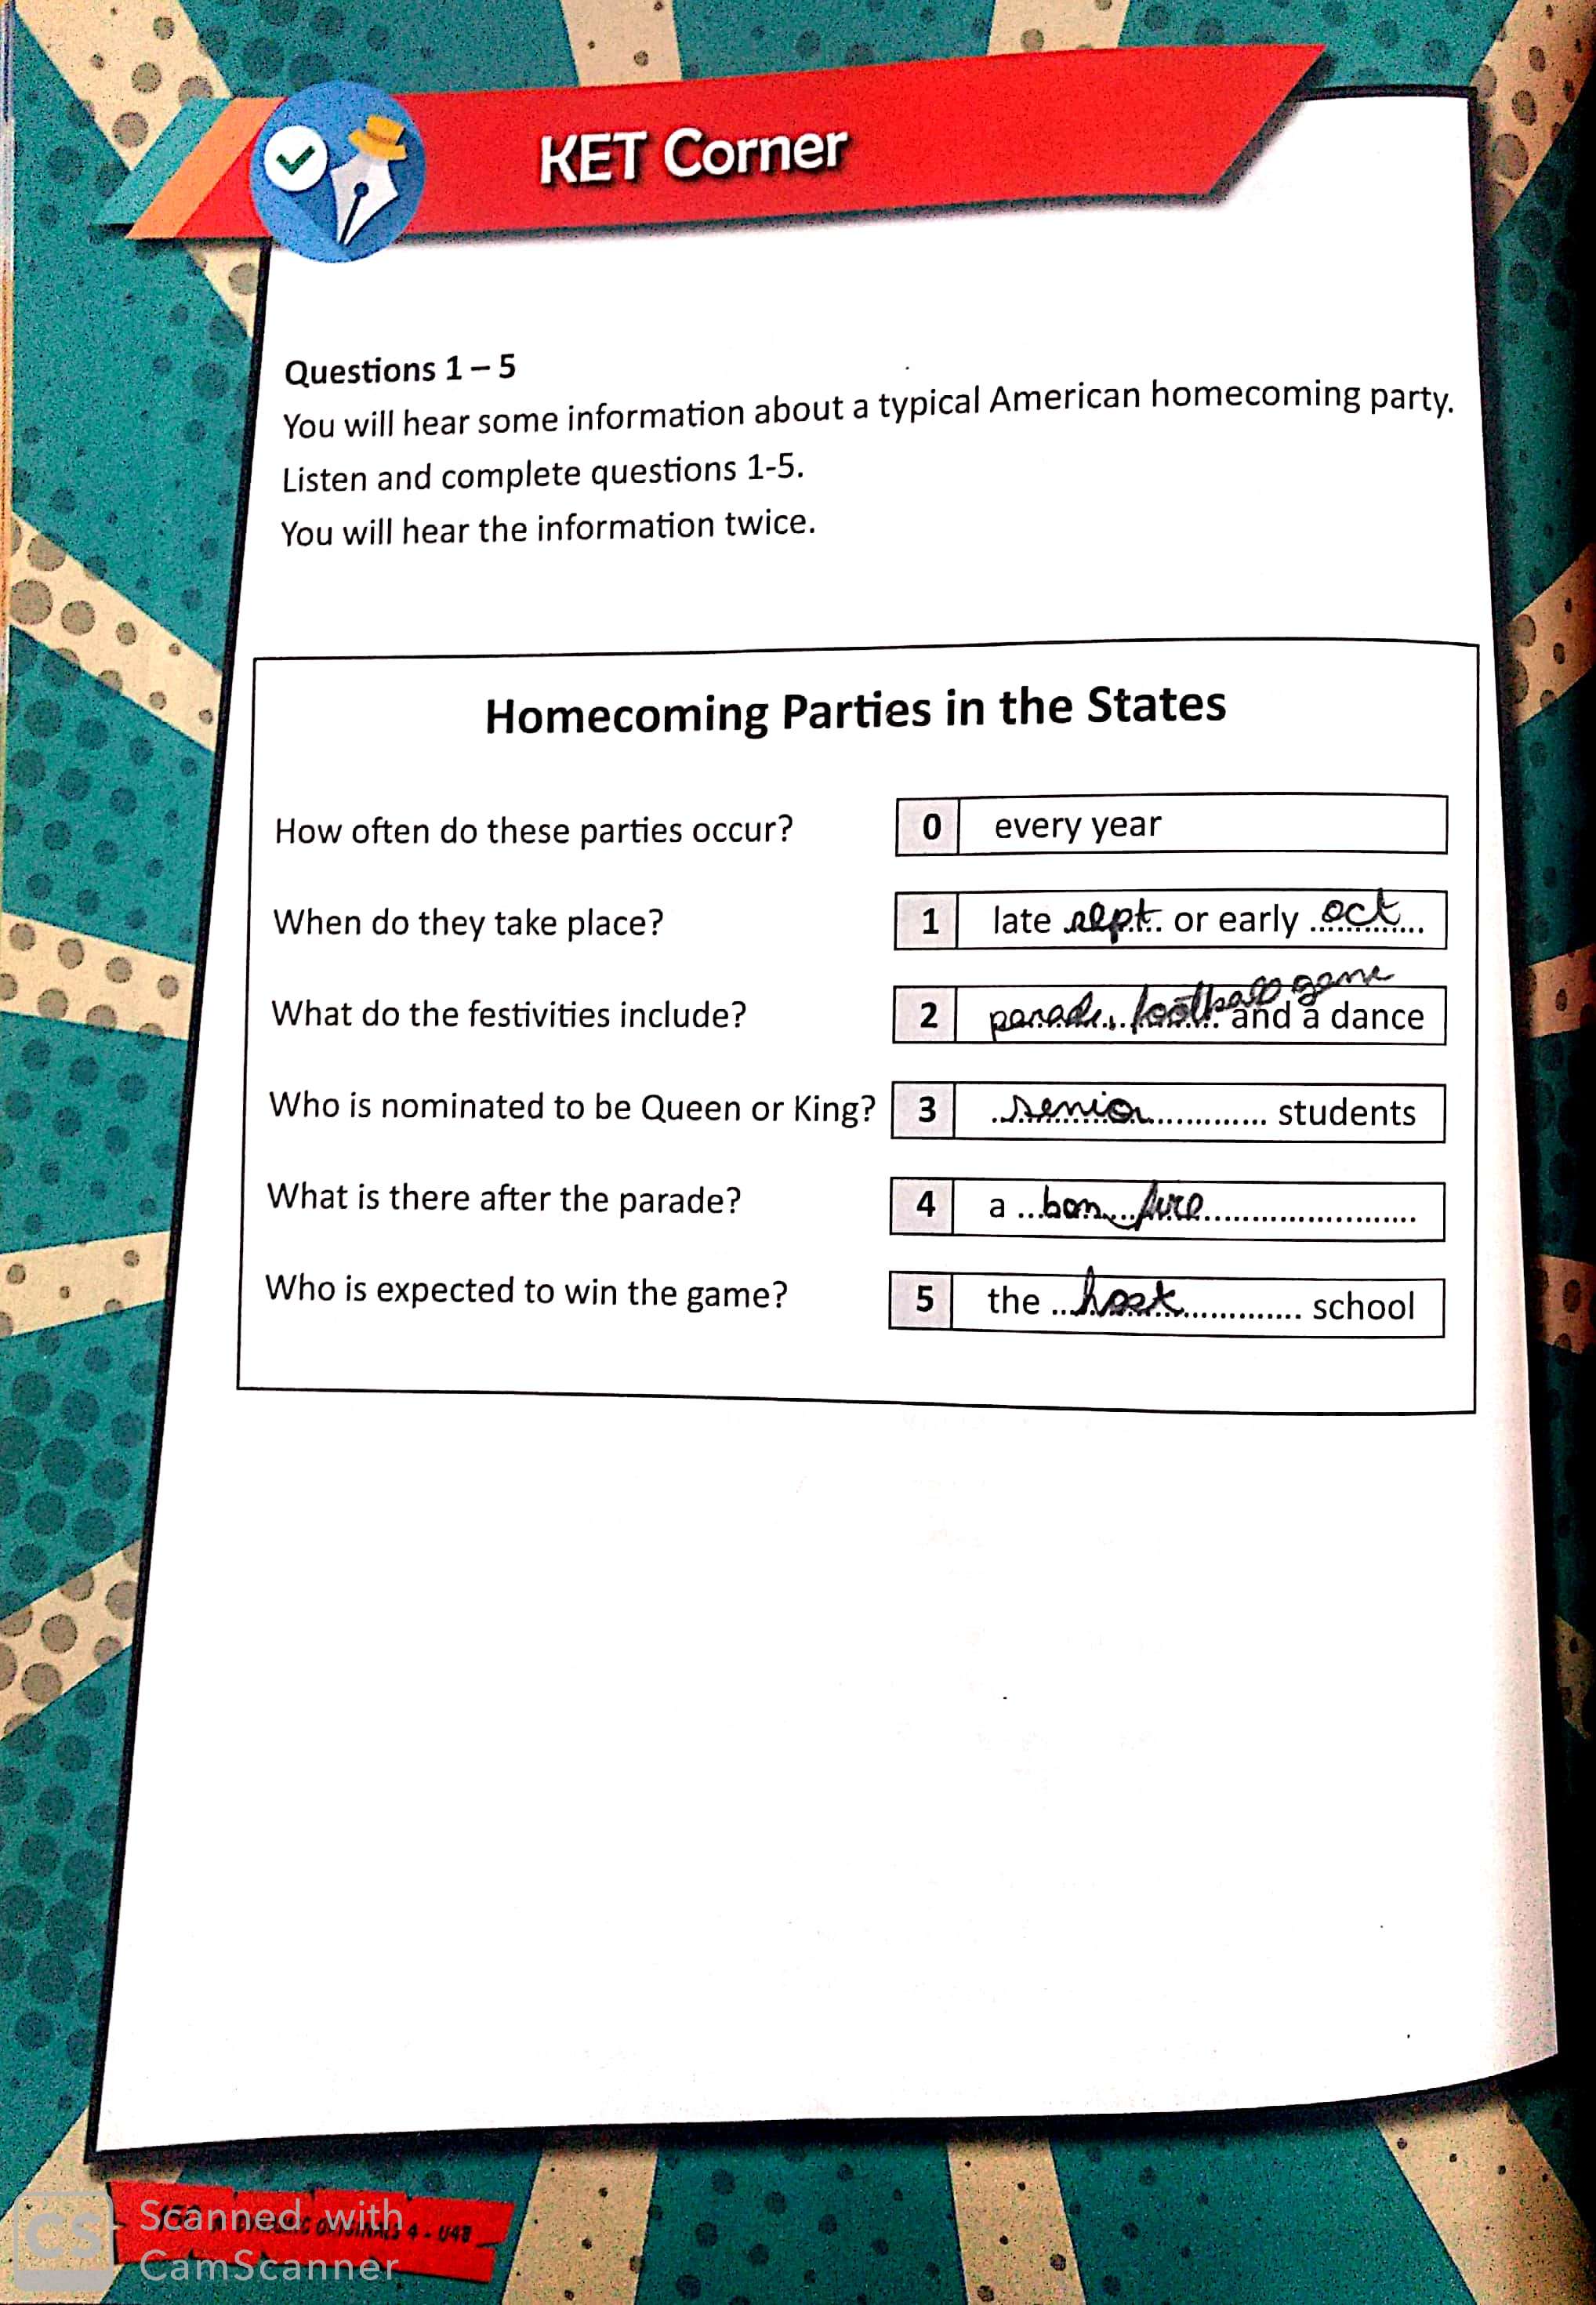 KET Corner
Questions 1 – 5
You will hear some information about a typical American homecoming party.
Listen and complete questions 1-5.
You will hear the information twice.
Homecoming Parties in the States
How often do these parties occur? 0 every year
When do they take place? 1 late sept. or early oct
What do the festivities include? 2 parade, football game and a dance
Who is nominated to be Queen or King? 3 senior students
What is there after the parade? 4 a bon fire
Who is expected to win the game? 5 the host school
4 - U48
CS Scanned with
CamScanner